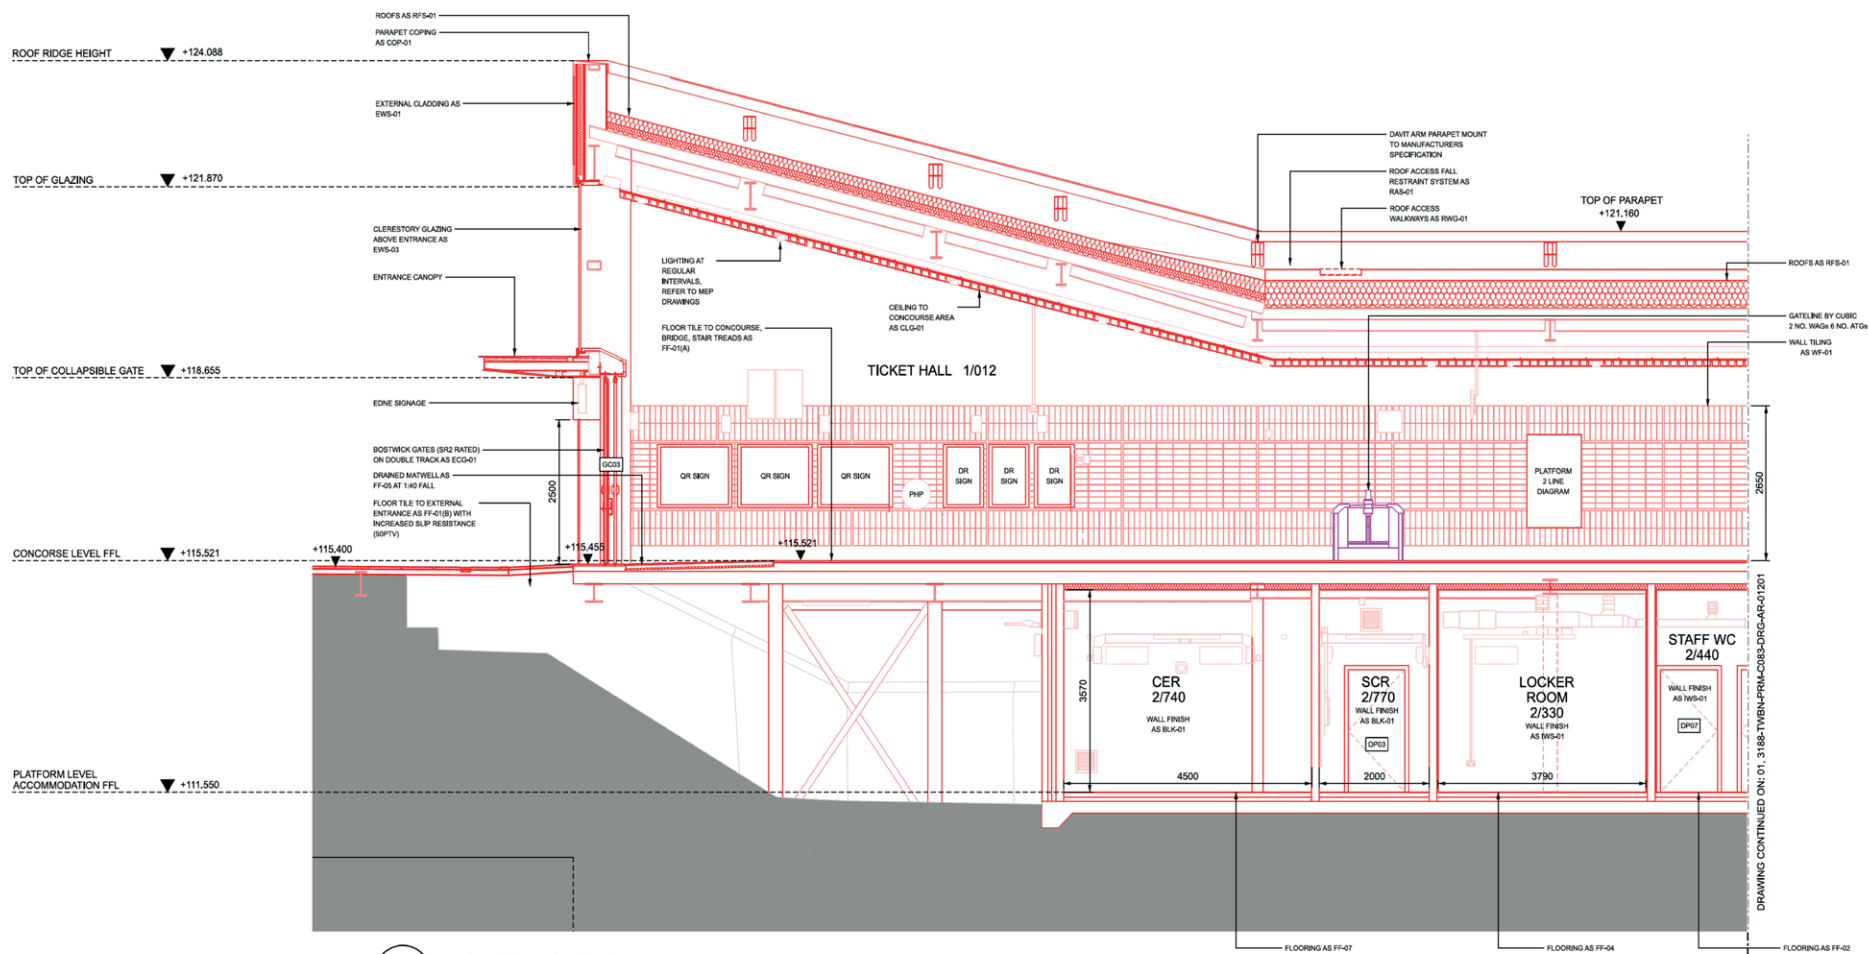 ROOFS AS RFS-01
PARAPET COPING
AS COP-01
ROOF RIDGE HEIGHT +124.088
EXTERNAL CLADDING AS
EWS-01
DAVIT ARM PARAPET MOUNT
TO MANUFACTURERS
SPECIFICATION
ROOF ACCESS FALL
RESTRAINT SYSTEM AS
RAS-01
ROOF ACCESS
WALKWAYS AS RWG-01
TOP OF PARAPET
+121.160
TOP OF GLAZING +121.870
CLERESTORY GLAZING
ABOVE ENTRANCE AS
EWS-03
ENTRANCE CANOPY
LIGHTING AT
REGULAR
INTERVALS,
REFER TO MEP
DRAWINGS
CEILING TO
CONCOURSE AREA
AS CLG-01
ROOFS AS RFS-01
FLOOR TILE TO CONCOURSE,
BRIDGE, STAIR TREADS AS
FF-01(A)
GATELINE BY CUBIC
2 NO. WAGs 6 NO. ATGs
WALL TILING
AS WF-01
TICKET HALL 1/012
TOP OF COLLAPSIBLE GATE +118.655
EDNE SIGNAGE
BOSTWICK GATES (SR2 RATED)
ON DOUBLE TRACK AS ECG-01
DRAINED MATWELL AS
FF-05 AT 1:40 FALL
FLOOR TILE TO EXTERNAL
ENTRANCE AS FF-01(B) WITH
INCREASED SLIP RESISTANCE
(50PTV)
2500
GC03
QR SIGN
QR SIGN
QR SIGN
PHP
DR
SIGN
DR
SIGN
DR
SIGN
PLATFORM
2 LINE
DIAGRAM
2650
CONCORSE LEVEL FFL +115.521
+115.400
+115.455
+115.521
3570
CER
2/740
WALL FINISH
AS BLK-01
SCR
2/770
WALL FINISH
AS BLK-01
DP03
LOCKER
ROOM
2/330
WALL FINISH
AS IWS-01
STAFF WC
2/440
WALL FINISH
AS IWS-01
DP07
4500
2000
3790
PLATFORM LEVEL
ACCOMMODATION FFL +111.550
DRAWING CONTINUED ON: 01, 3188-TWBN-PRM-C083-DRG-AR-01201
FLOORING AS FF-07
FLOORING AS FF-04
FLOORING AS FF-02